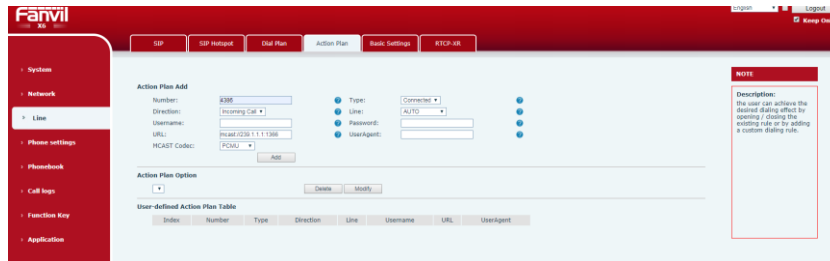 Fanvil
X6
English
Logout
Keep On
SIP
SIP Hotspot
Dial Plan
Action Plan
Basic Settings
RTCP-XR
› System
› Network
› Line
› Phone settings
› Phonebook
› Call logs
› Function Key
› Application
Action Plan Add
Number: 4386 Type: Connected
Direction: Incoming Call Line: AUTO
Username: Password:
URL: mcast://239.1.1.1:1366 UserAgent:
MCAST Codec: PCMU
Add
Action Plan Option
Delete Modify
User-defined Action Plan Table
Index Number Type Direction Line Username URL UserAgent
NOTE
Description:
the user can achieve the
desired dialing effect by
opening / closing the
existing rule or by adding
a custom dialing rule.